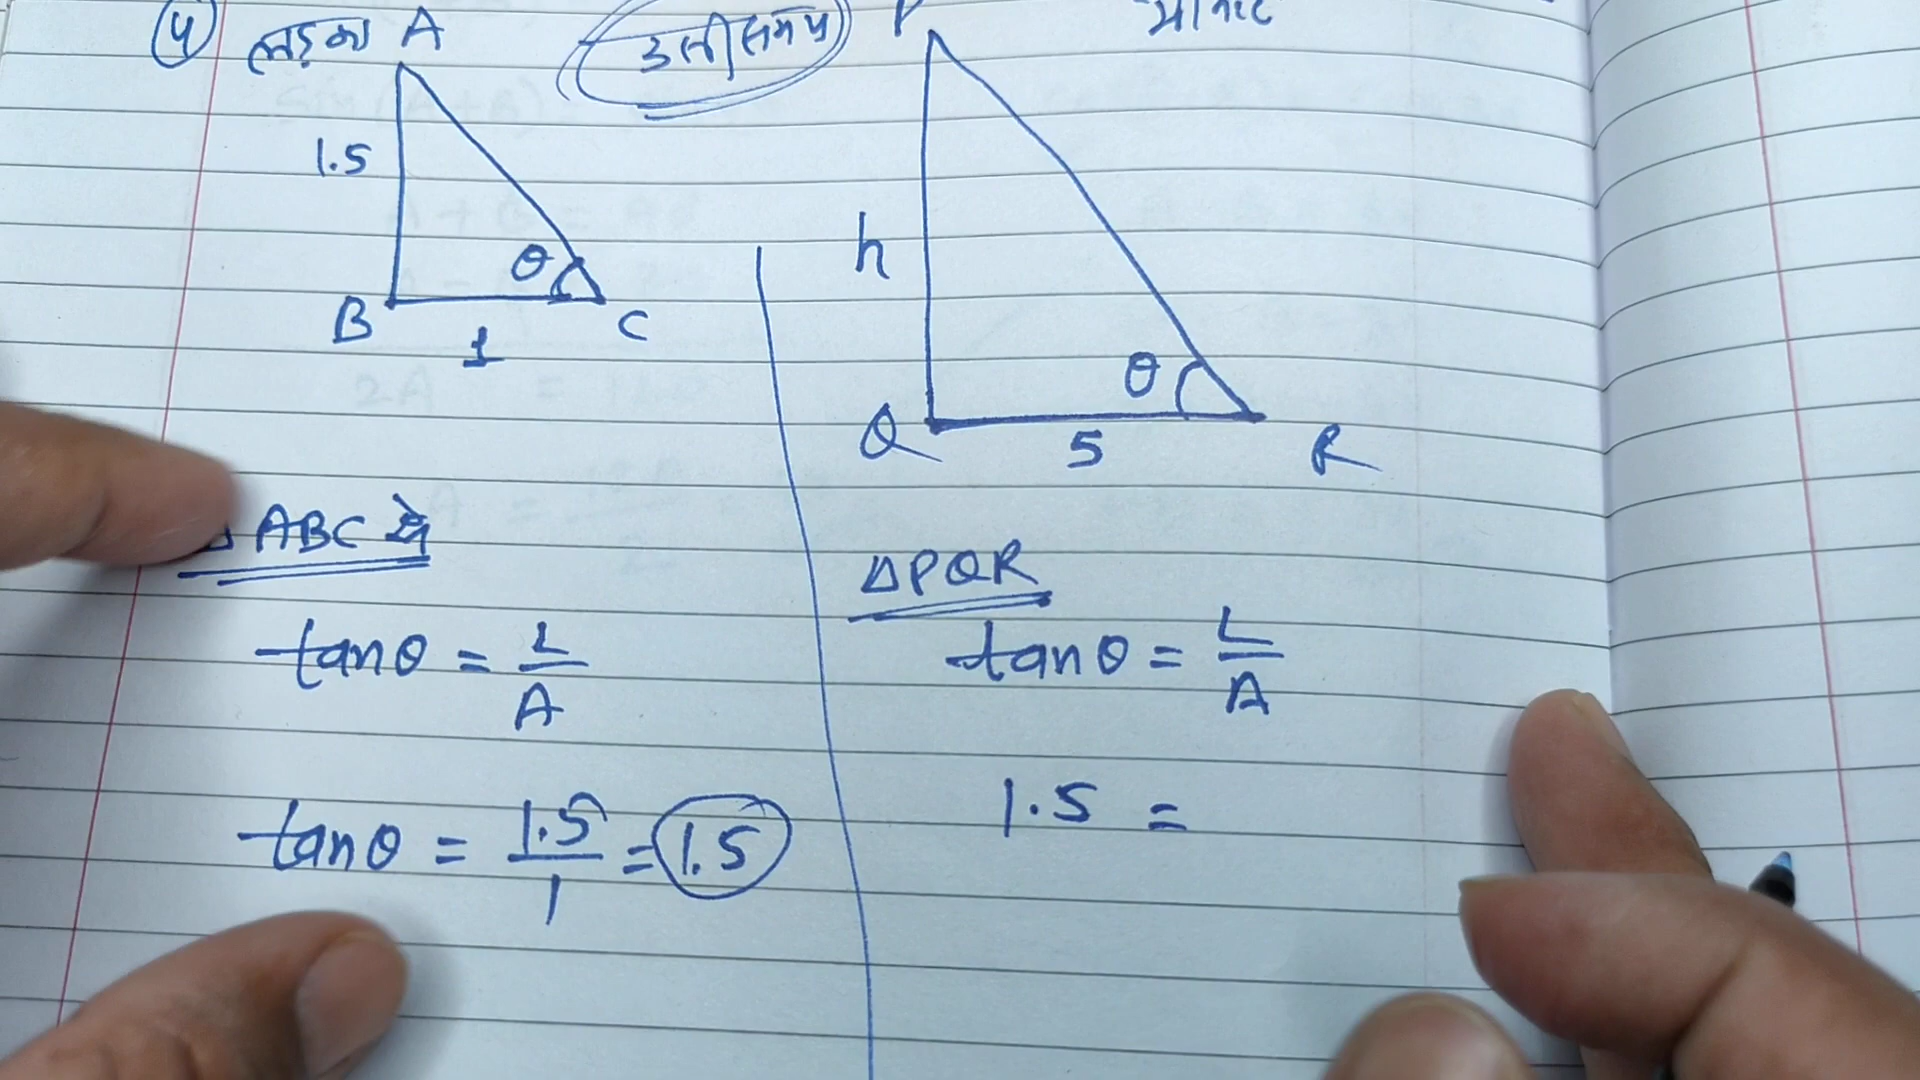 (4) लड़का A
उसी समय
P
1.5
θ
B
1
C
h
θ
Q
5
R
Δ ABC से
tanθ = L/A
tanθ = 1.5/1 = 1.5
ΔPQR
tanθ = L/A
1.5 =